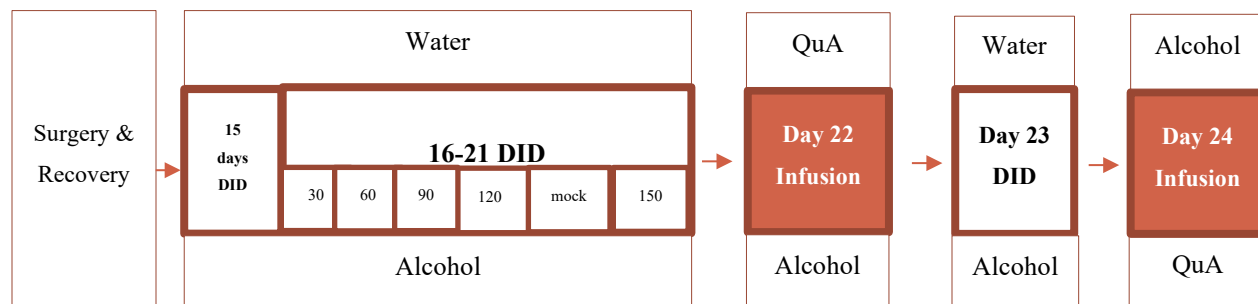 Surgery &
Recovery
Water
15
days
DID
16-21 DID
30
60
90
120
mock
150
Alcohol
QuA
Day 22
Infusion
Alcohol
Water
Day 23
DID
Alcohol
Alcohol
Day 24
Infusion
QuA